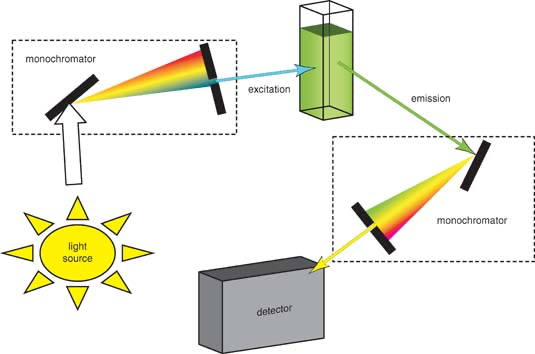 monochromator
excitation
emission
monochromator
light
source
detector